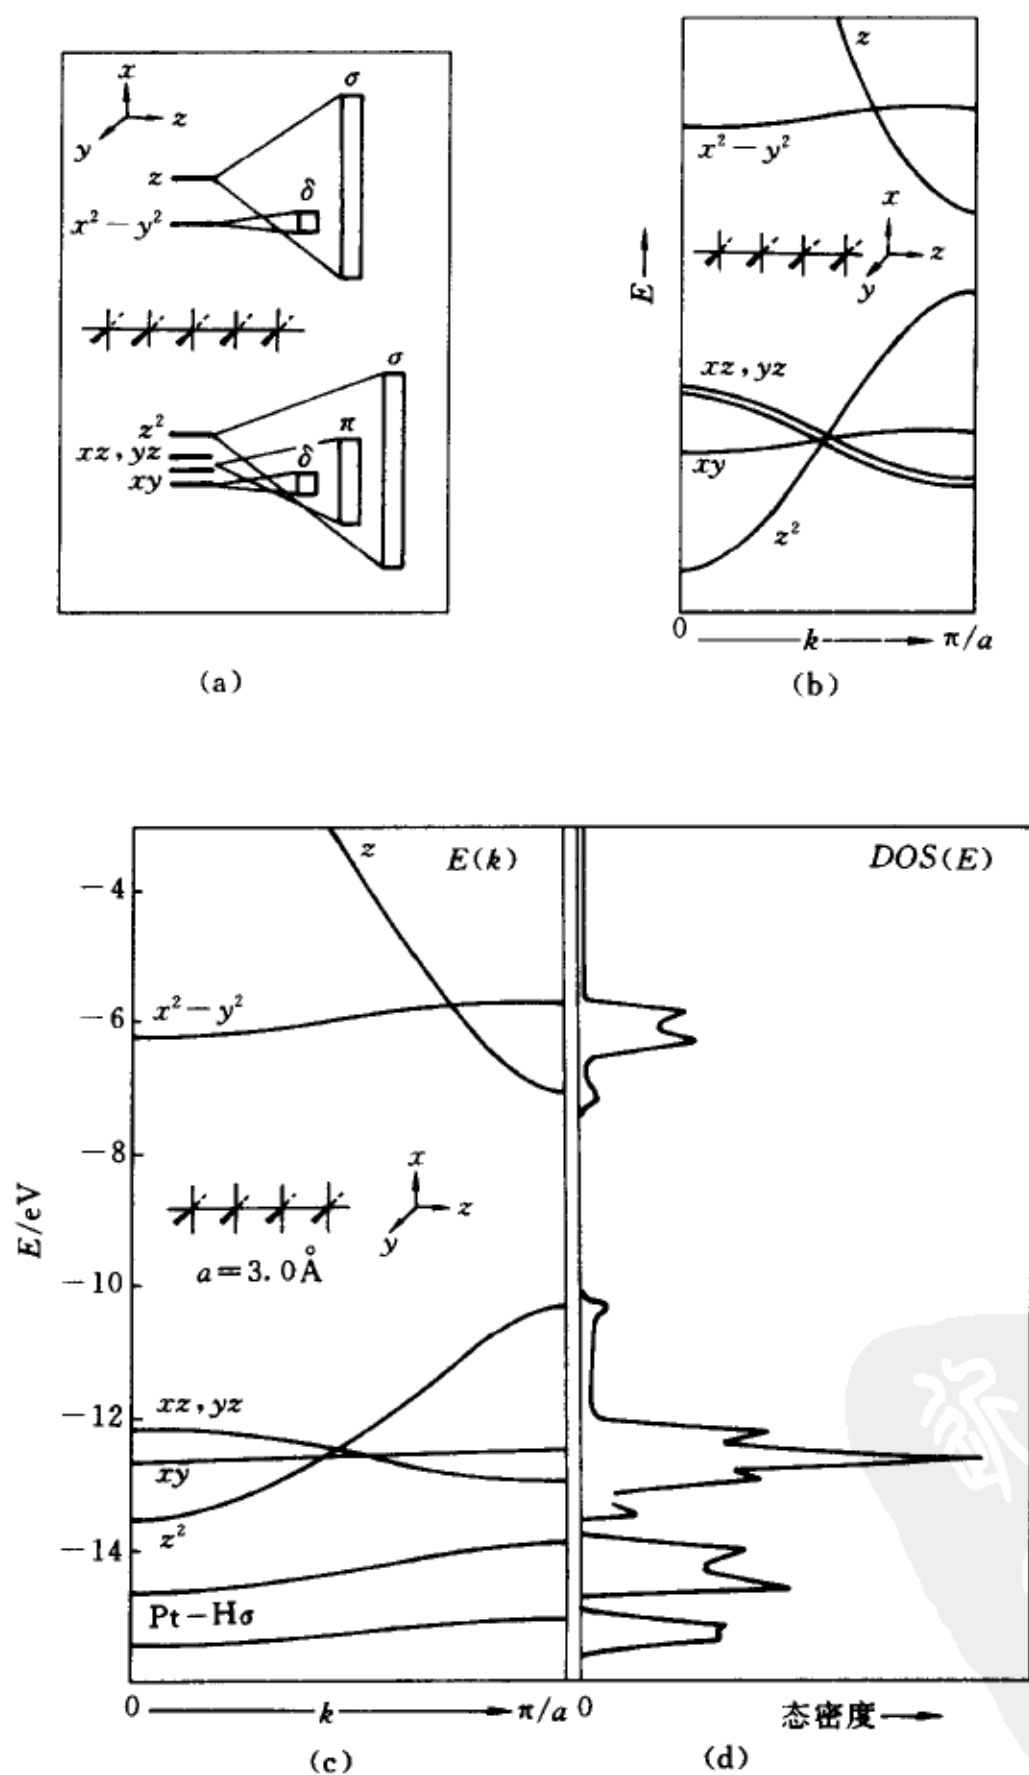 x
z
y
σ
z
δ
x²－y²
σ
z²
π
xz，yz
δ
xy
(a)
z
x²－y²
x
z
y
E
xz，yz
xy
z²
0
k
π/a
(b)
E(k)
DOS(E)
z
－4
x²－y²
－6
－8
x
z
y
E/eV
a＝3.0Å
－10
xz，yz
－12
xy
z²
－14
Pt－Hσ
0
k
π/a
0
态密度
(c)
(d)